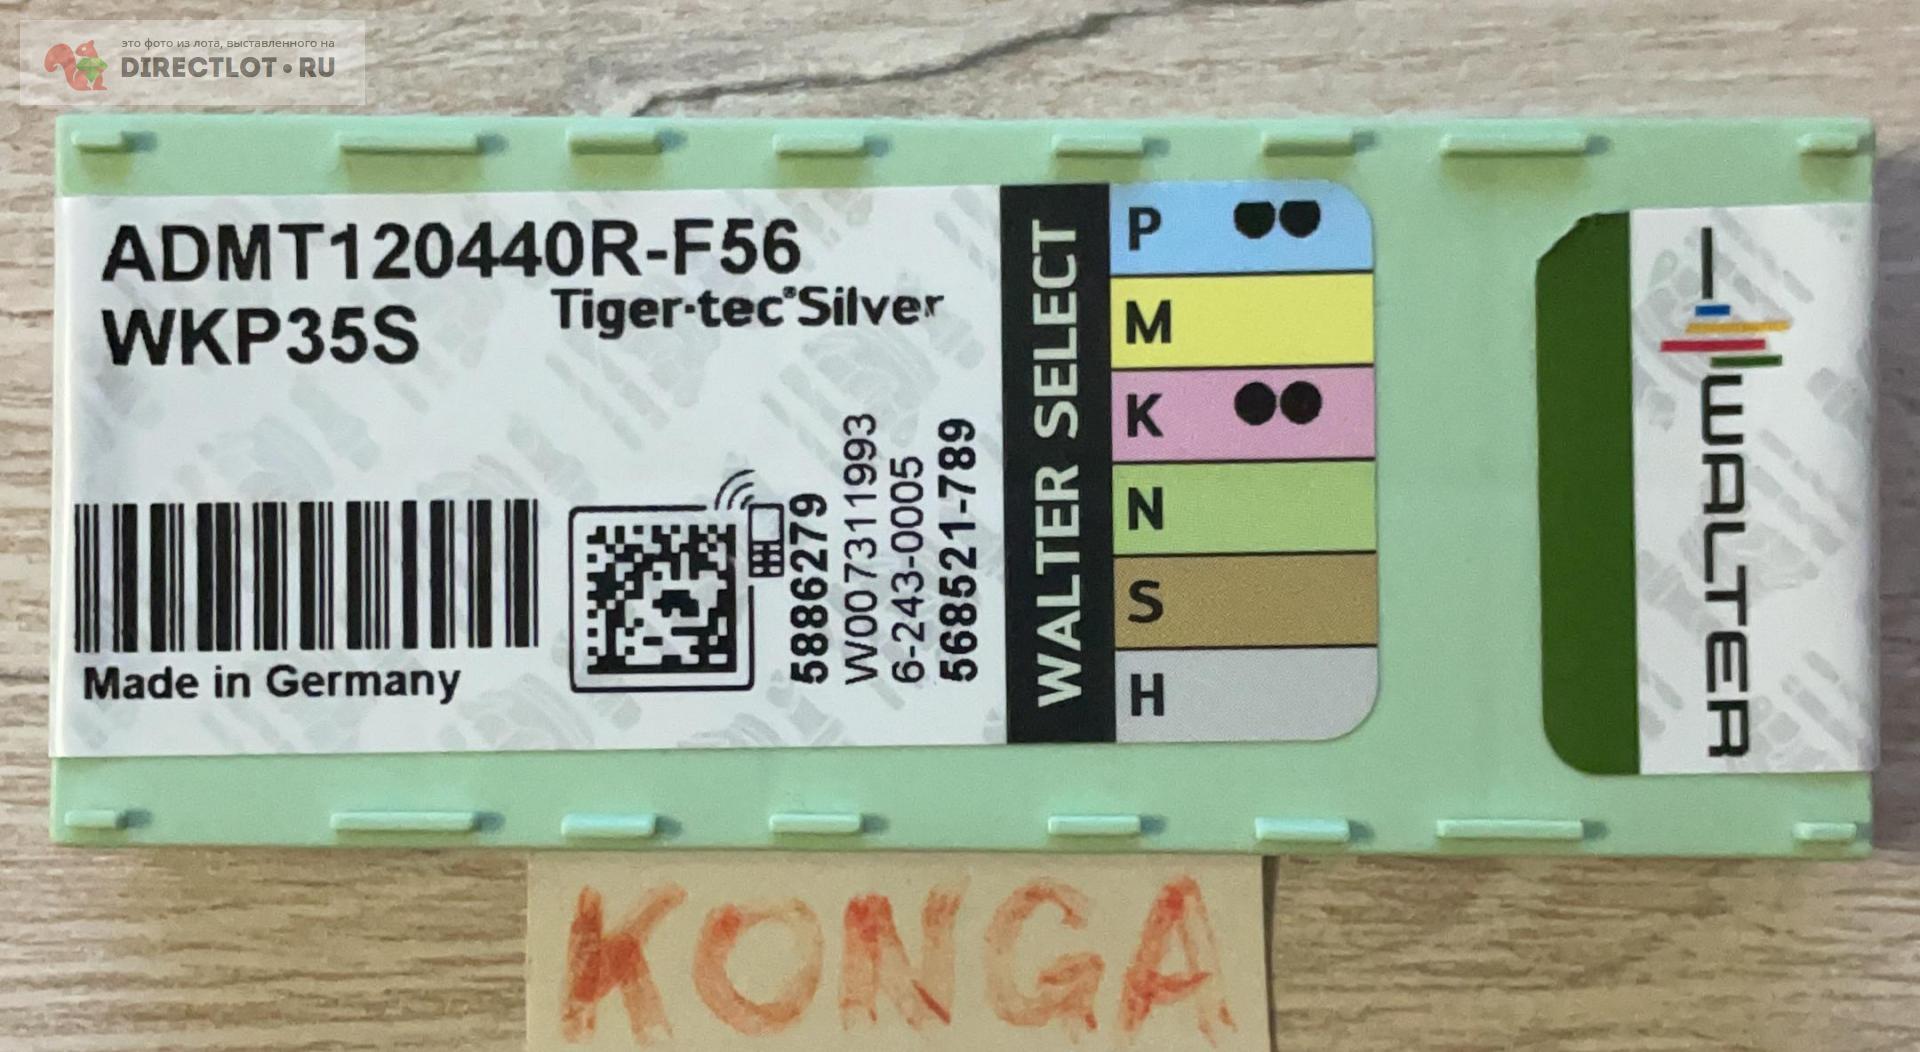 это фото из лота, выставленного на
DIRECTLOT•RU
ADMT120440R-F56
WKP35S
Tiger·tec®Silver
Made in Germany
5886279
W007311993
6-243-0005
568521-789
WALTER SELECT
P
M
K
N
S
H
WALTER
KONGA